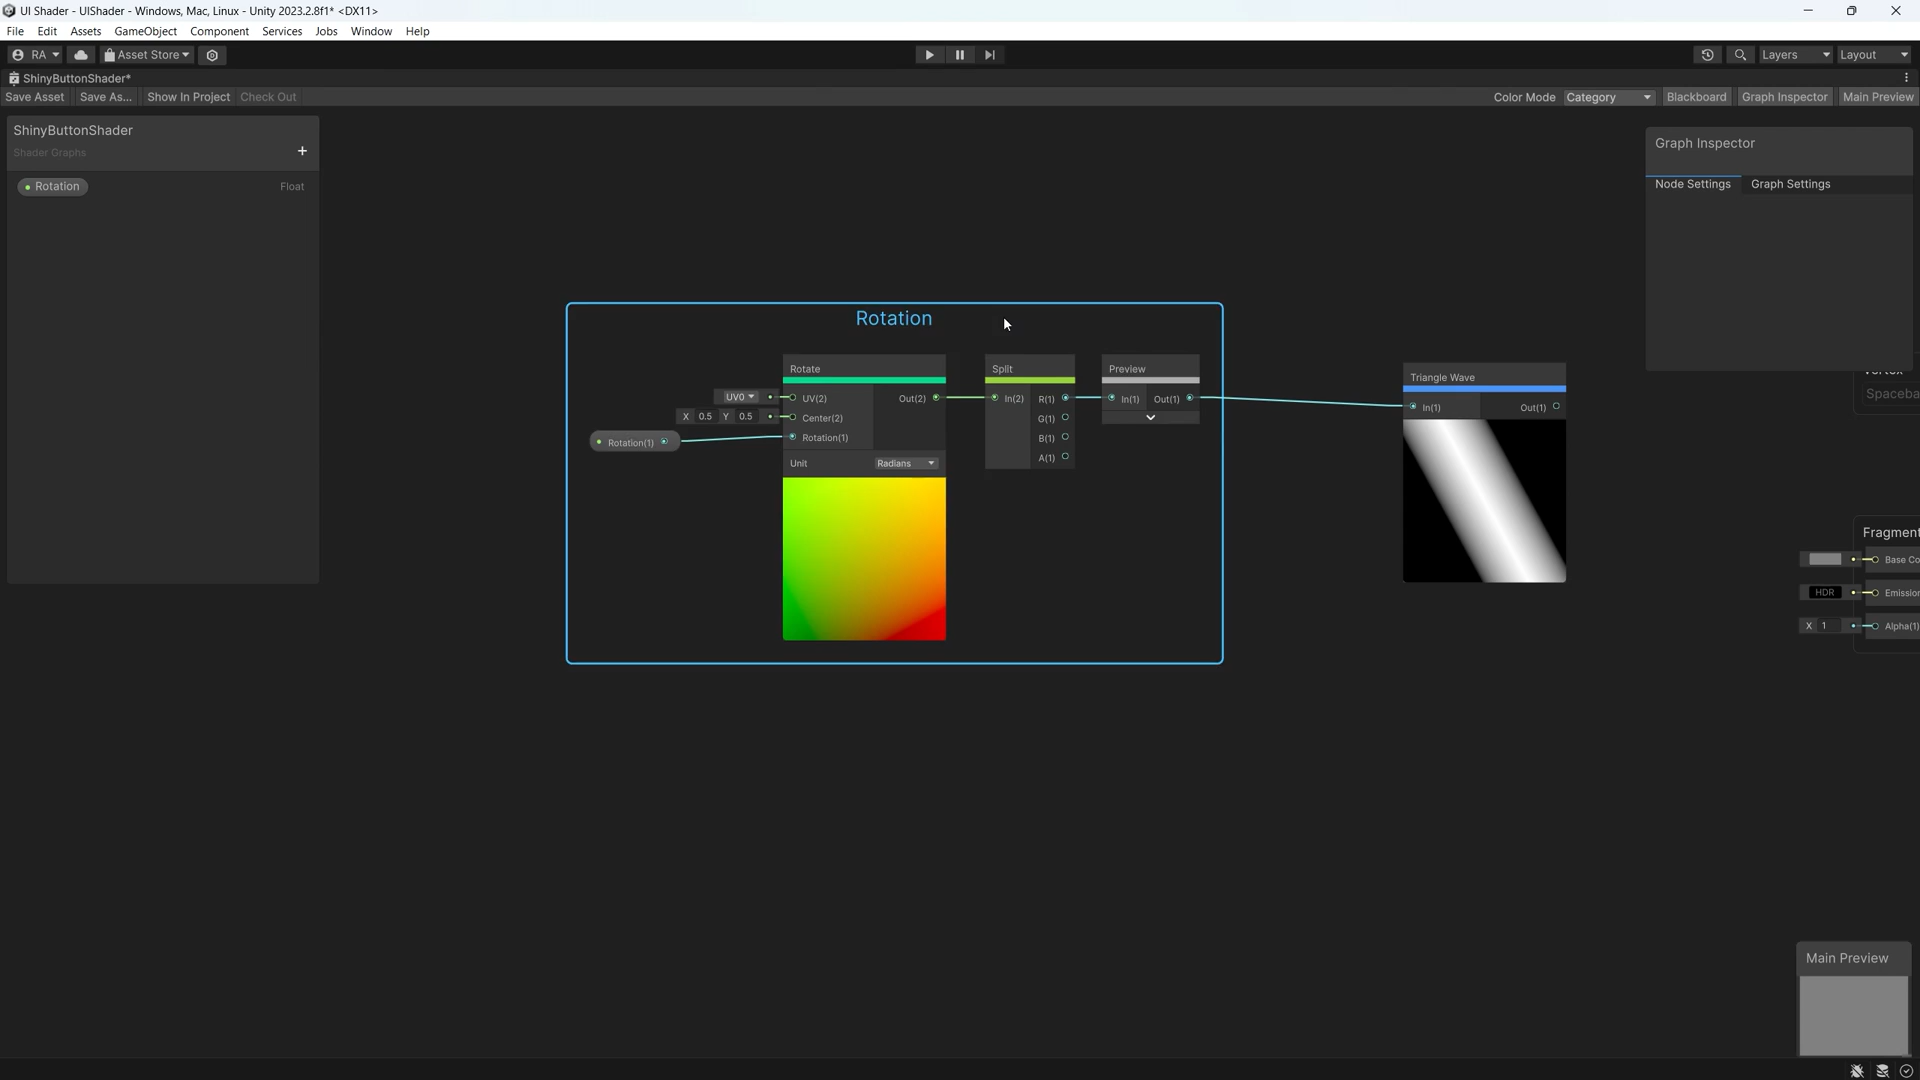 UI Shader - UIShader - Windows, Mac, Linux - Unity 2023.2.8f1* <DX11>
File Edit Assets GameObject Component Services Jobs Window Help
RA Asset Store Layers Layout
ShinyButtonShader*
Save Asset Save As... Show In Project Check Out Color Mode Category Blackboard Graph Inspector Main Preview
ShinyButtonShader
Shader Graphs
+
Rotation Float
Graph Inspector
Node Settings Graph Settings
Rotation
Rotate
UV0 UV(2) Out(2)
X 0.5 Y 0.5 Center(2)
Rotation(1) Rotation(1)
Unit Radians
Split
In(2) R(1)
G(1)
B(1)
A(1)
Preview
In(1) Out(1)
Triangle Wave
In(1) Out(1)
Vertex
Spaceba
Fragment
Base Co
HDR Emission
X 1 Alpha(1)
Main Preview